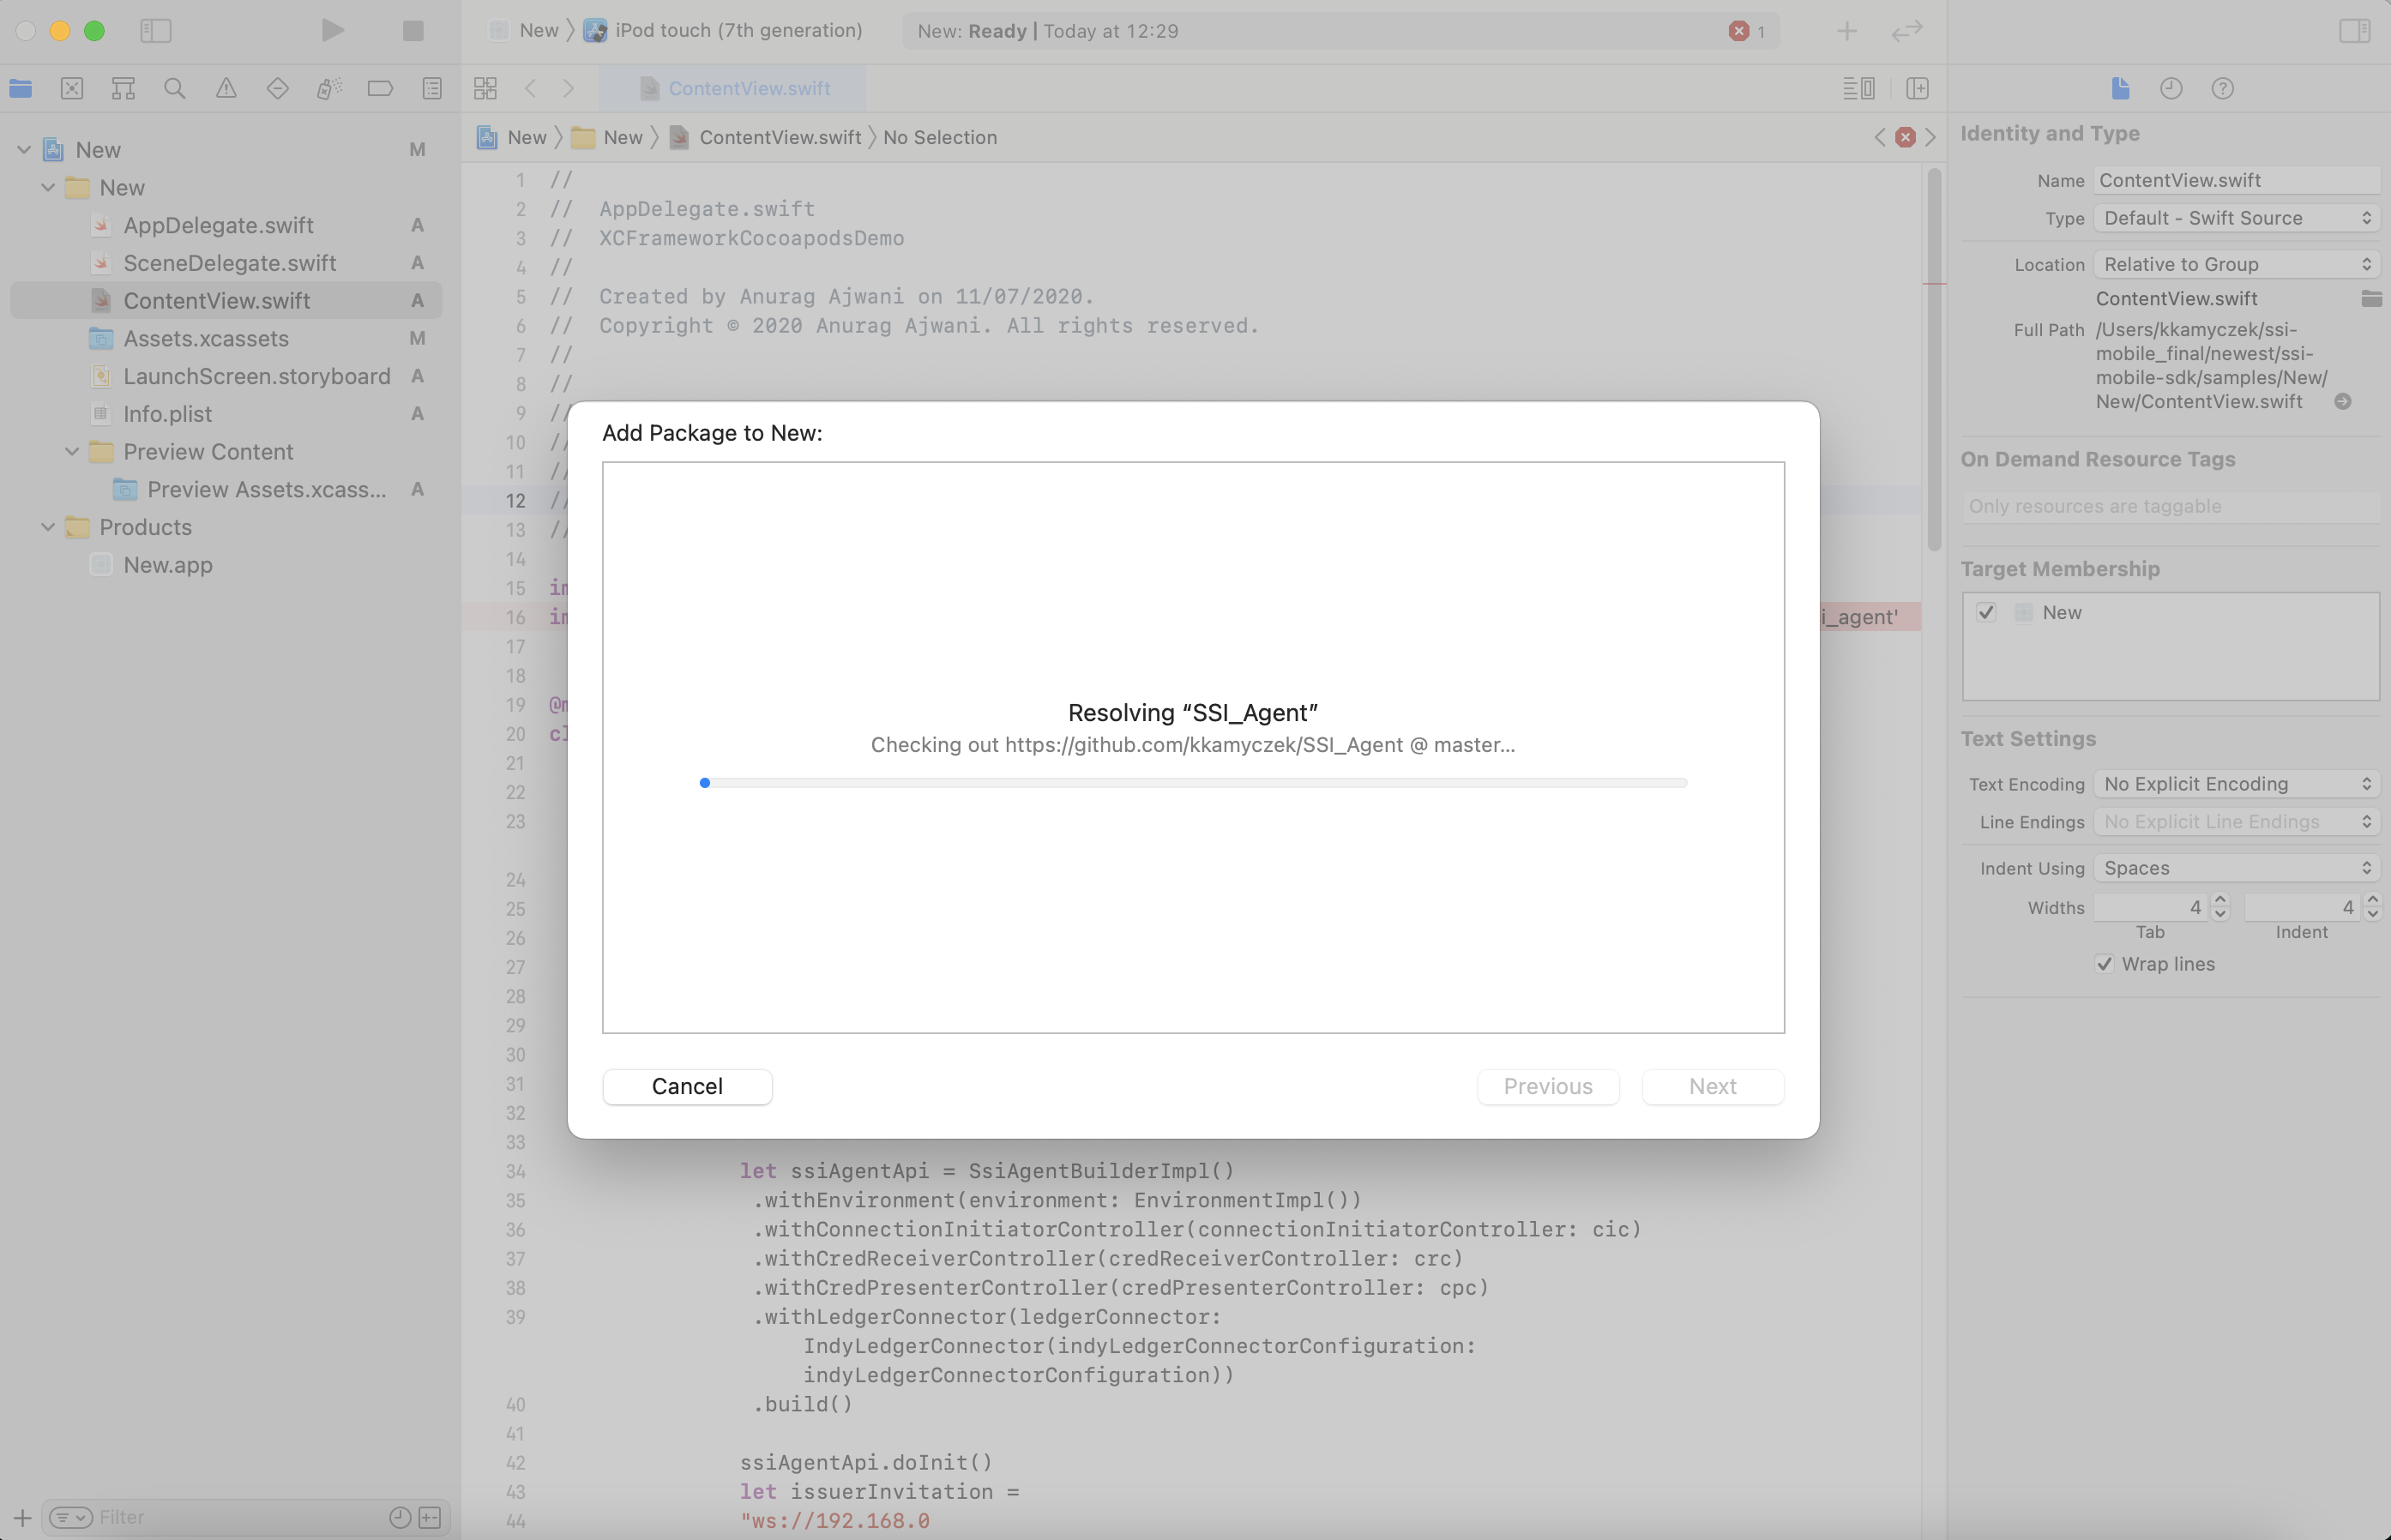 New
iPod touch (7th generation)
New: Ready | Today at 12:29
1
ContentView.swift
New
New
ContentView.swift
No Selection
New M
New
AppDelegate.swift A
SceneDelegate.swift A
ContentView.swift A
Assets.xcassets M
LaunchScreen.storyboard A
Info.plist A
Preview Content
Preview Assets.xcass... A
Products
New.app
Filter
1 //
2 //  AppDelegate.swift
3 //  XCFrameworkCocoapodsDemo
4 //
5 //  Created by Anurag Ajwani on 11/07/2020.
6 //  Copyright © 2020 Anurag Ajwani. All rights reserved.
7 //
8 //
9 //
10 //
11 //
12 //
13 //
14
15
16 i_agent'
17
18
19
20
21
22
23
24
25
26
27
28
29
30
31
32
33
34 let ssiAgentApi = SsiAgentBuilderImpl()
35 .withEnvironment(environment: EnvironmentImpl())
36 .withConnectionInitiatorController(connectionInitiatorController: cic)
37 .withCredReceiverController(credReceiverController: crc)
38 .withCredPresenterController(credPresenterController: cpc)
39 .withLedgerConnector(ledgerConnector:
IndyLedgerConnector(indyLedgerConnectorConfiguration:
indyLedgerConnectorConfiguration))
40 .build()
41
42 ssiAgentApi.doInit()
43 let issuerInvitation =
44 "ws://192.168.0
Add Package to New:
Resolving “SSI_Agent”
Checking out https://github.com/kkamyczek/SSI_Agent @ master...
Cancel
Previous
Next
Identity and Type
Name ContentView.swift
Type Default - Swift Source
Location Relative to Group
ContentView.swift
Full Path /Users/kkamyczek/ssi-
mobile_final/newest/ssi-
mobile-sdk/samples/New/
New/ContentView.swift
On Demand Resource Tags
Only resources are taggable
Target Membership
New
Text Settings
Text Encoding No Explicit Encoding
Line Endings No Explicit Line Endings
Indent Using Spaces
Widths 4 4
Tab Indent
Wrap lines